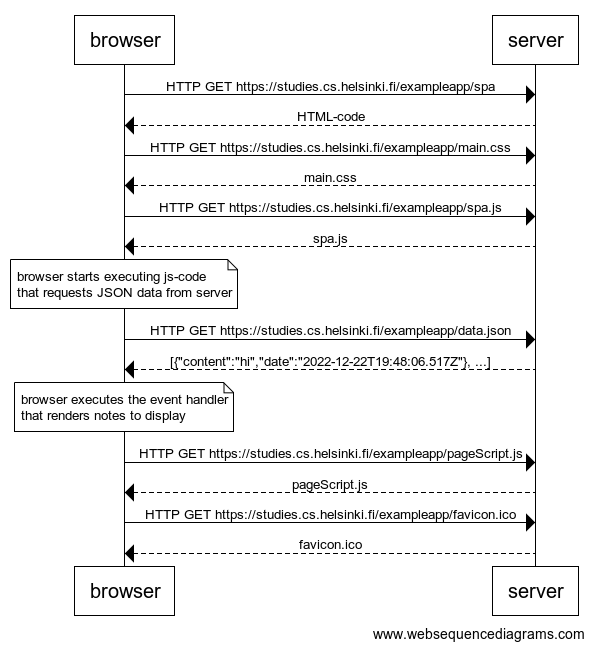 browser
server
HTTP GET https://studies.cs.helsinki.fi/exampleapp/spa
HTML-code
HTTP GET https://studies.cs.helsinki.fi/exampleapp/main.css
main.css
HTTP GET https://studies.cs.helsinki.fi/exampleapp/spa.js
spa.js
browser starts executing js-code
that requests JSON data from server
HTTP GET https://studies.cs.helsinki.fi/exampleapp/data.json
[{"content":"hi","date":"2022-12-22T19:48:06.517Z"}, ...]
browser executes the event handler
that renders notes to display
HTTP GET https://studies.cs.helsinki.fi/exampleapp/pageScript.js
pageScript.js
HTTP GET https://studies.cs.helsinki.fi/exampleapp/favicon.ico
favicon.ico
browser
server
www.websequencediagrams.com